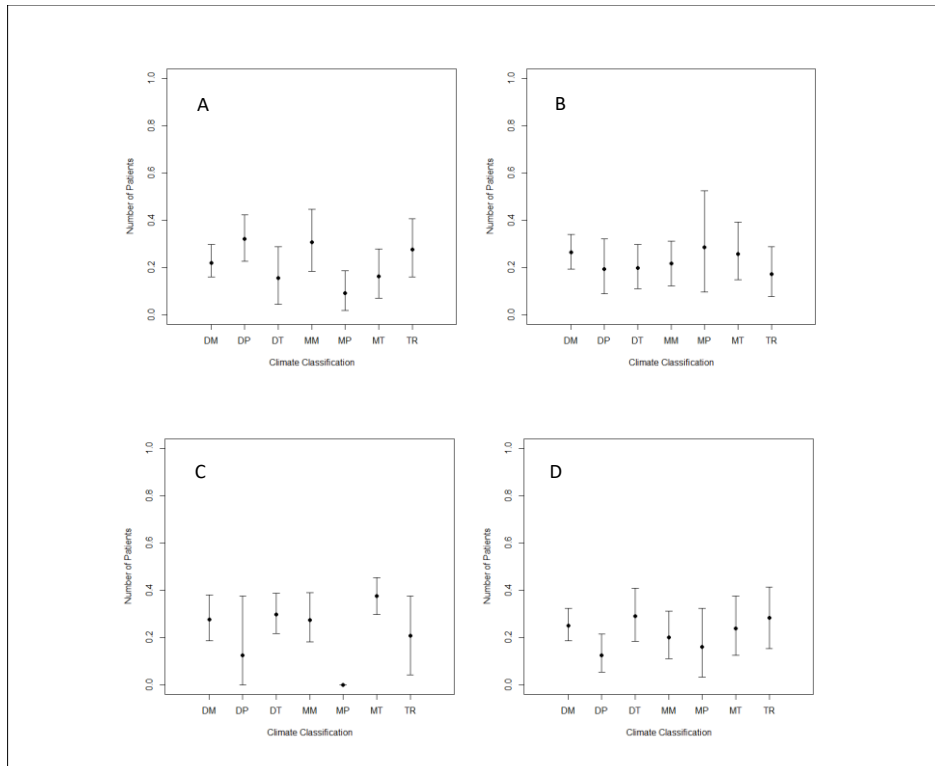 A
Number of Patients
1.0
0.8
0.6
0.4
0.2
0.0
DM DP DT MM MP MT TR
Climate Classification
B
Number of Patients
1.0
0.8
0.6
0.4
0.2
0.0
DM DP DT MM MP MT TR
Climate Classification
C
Number of Patients
1.0
0.8
0.6
0.4
0.2
0.0
DM DP DT MM MP MT TR
Climate Classification
D
Number of Patients
1.0
0.8
0.6
0.4
0.2
0.0
DM DP DT MM MP MT TR
Climate Classification